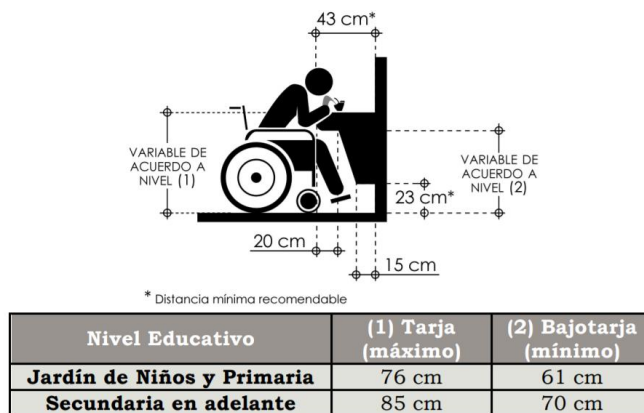 43 cm*
VARIABLE DE
ACUERDO A
NIVEL (1)
VARIABLE DE
ACUERDO A
NIVEL (2)
23 cm*
20 cm
15 cm
* Distancia mínima recomendable
Nivel Educativo (1) Tarja (máximo) (2) Bajotarja (mínimo)
Jardín de Niños y Primaria 76 cm 61 cm
Secundaria en adelante 85 cm 70 cm